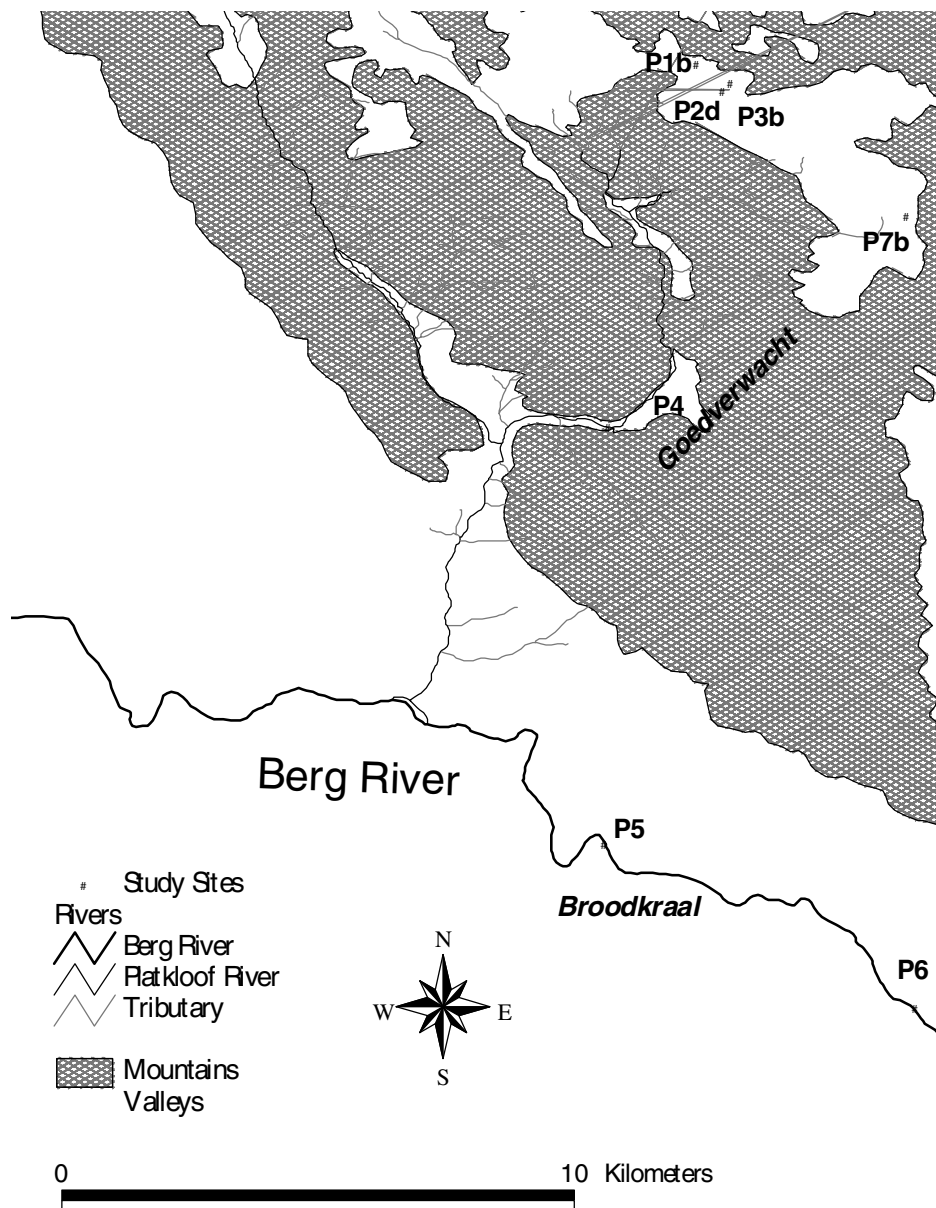 P1b #
#
#
P2d P3b
#
P7b
Goedverwacht
P4
#
Berg River
P5
#
Broodkraal
# Study Sites
Rivers
Berg River
Platkloof River
Tributary
Mountains
Valleys
N
W E
S
P6
#
0 10 Kilometers